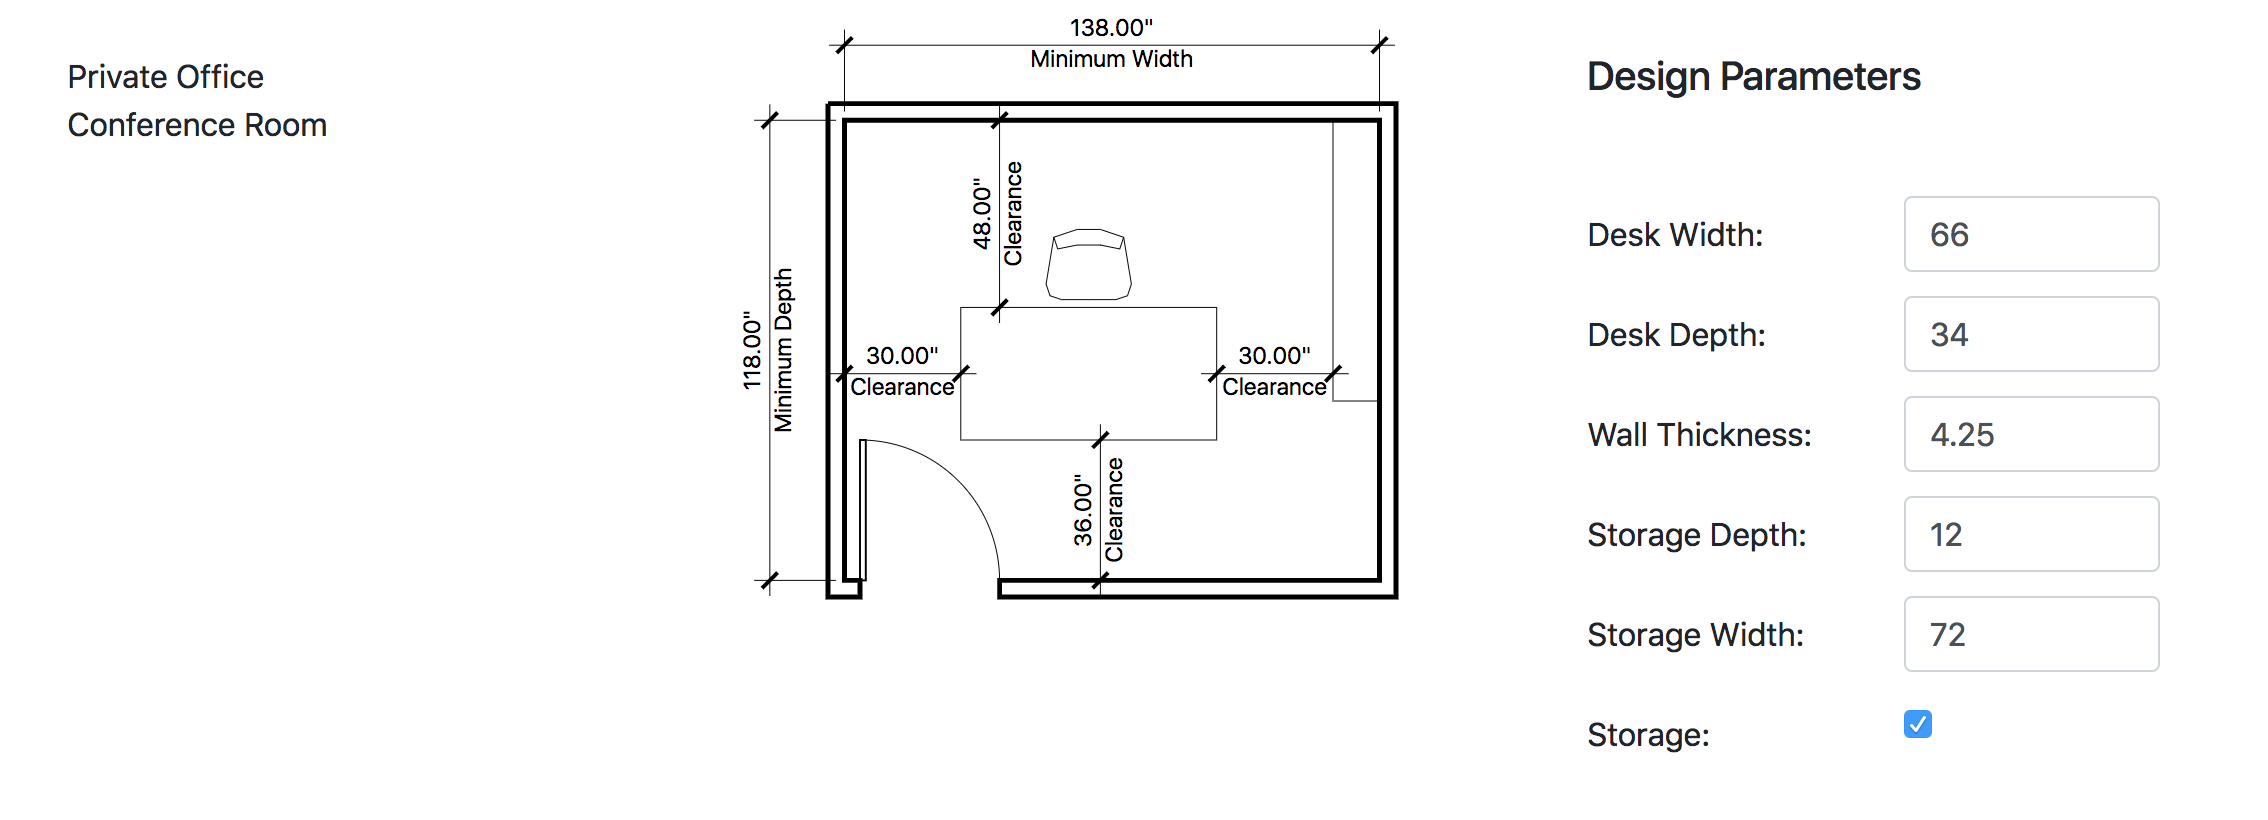 Private Office
Conference Room
138.00"
Minimum Width
118.00"
Minimum Depth
48.00"
Clearance
30.00"
Clearance
30.00"
Clearance
36.00"
Clearance
Design Parameters
Desk Width: 66
Desk Depth: 34
Wall Thickness: 4.25
Storage Depth: 12
Storage Width: 72
Storage: